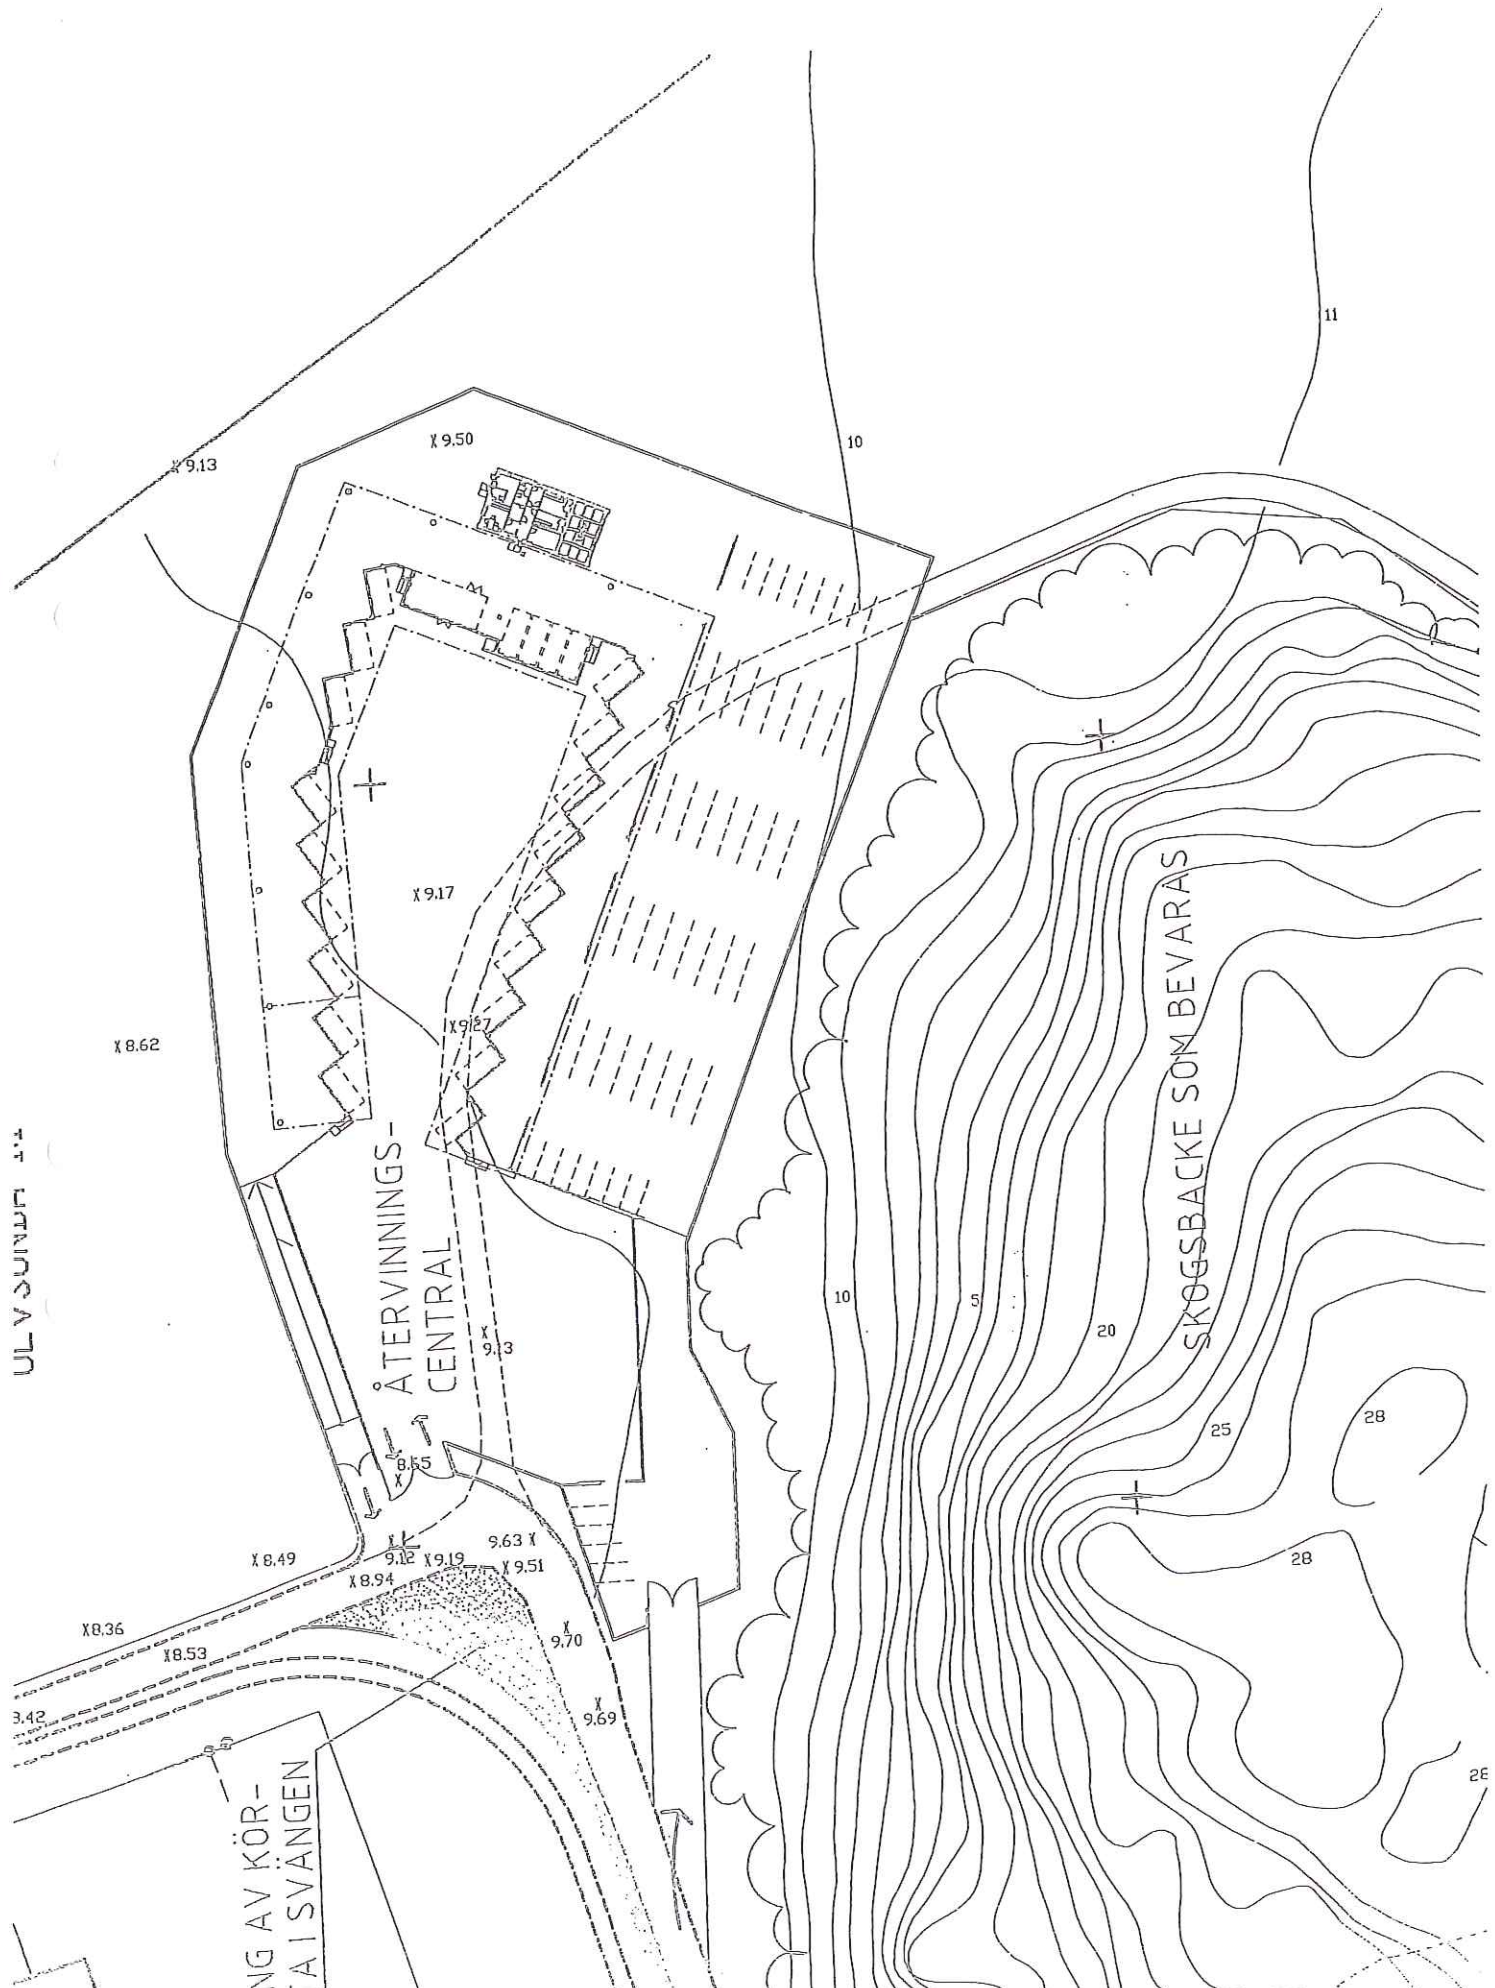 11
10
X 9.50
X 9.13
X 9.17
X 9.27
X 8.62
SKOGSBACKE SOM BEVARAS
ÅTERVINNINGS-
CENTRAL
10
5
20
X
9.13
28
25
8.65
X
9.63 X
X
9.12
X 9.19
X 8.49
X 9.51
28
X 8.94
X 8.36
X
9.70
X 8.53
X
9.69
28
NG AV KÖR-